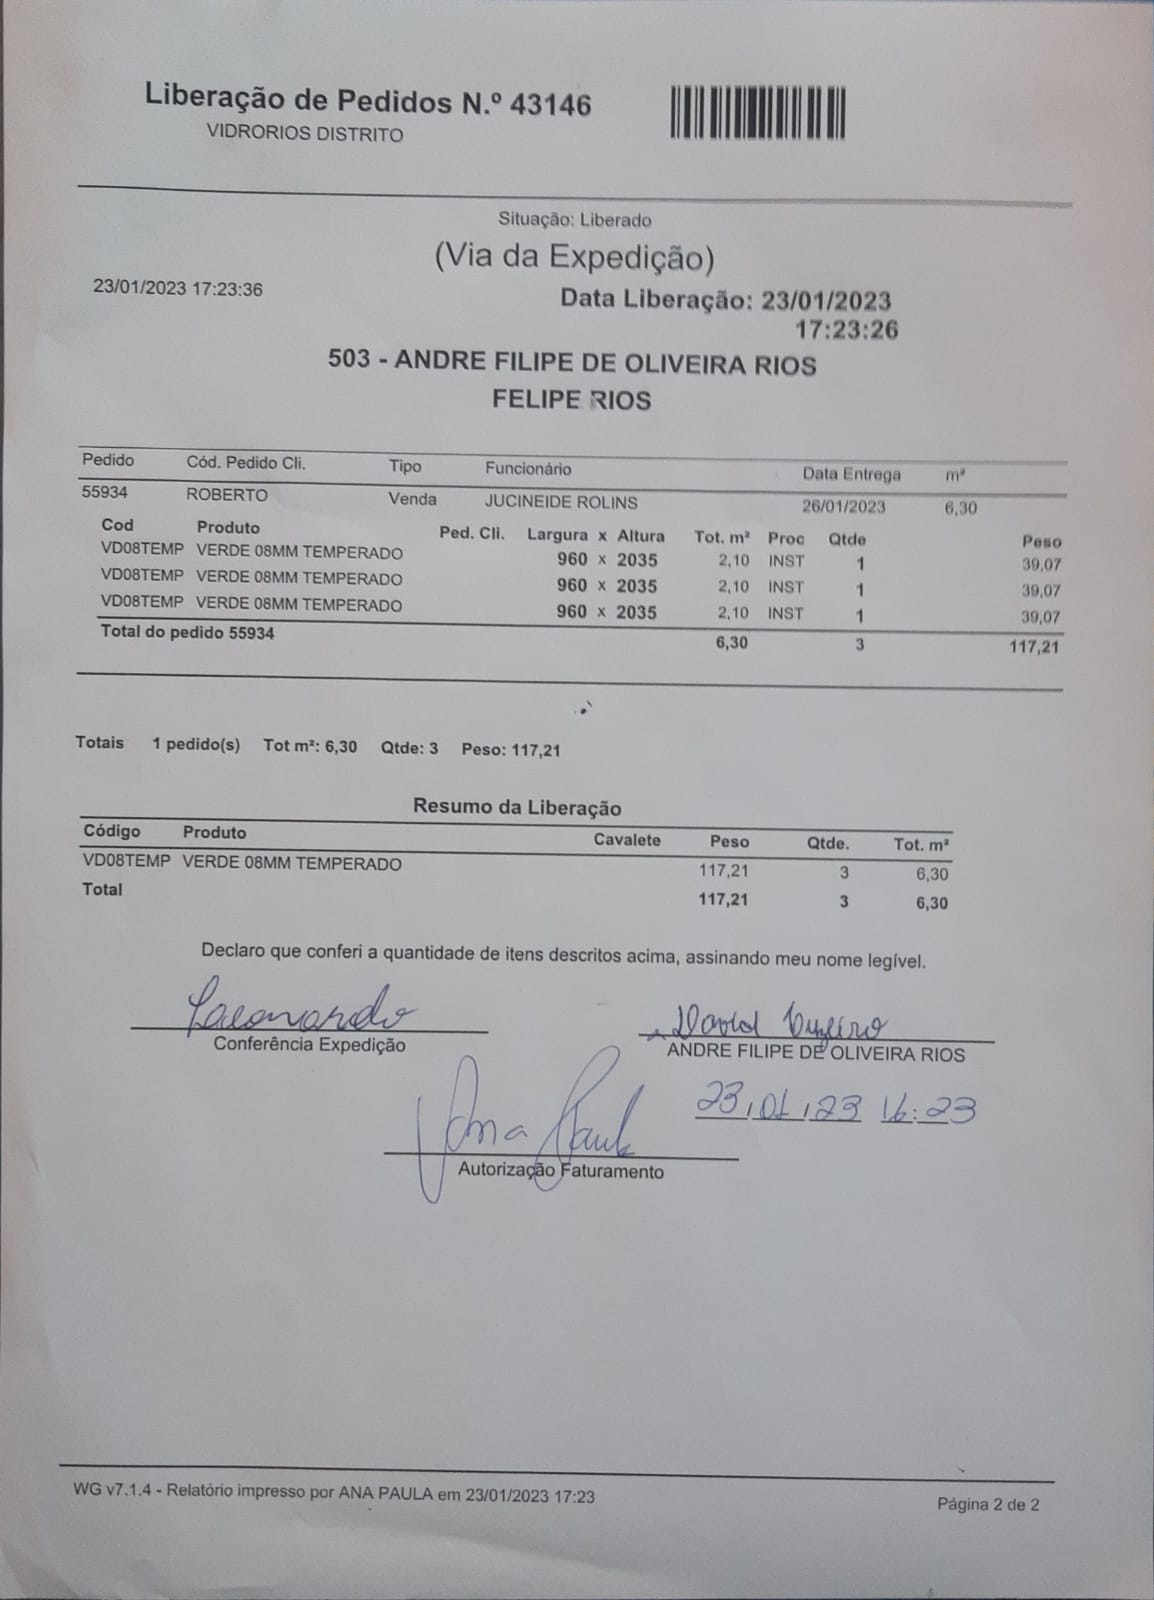 Liberação de Pedidos N.º 43146
VIDRORIOS DISTRITO
Situação: Liberado
(Via da Expedição)
23/01/2023 17:23:36
Data Liberação: 23/01/2023
17:23:26
503 - ANDRE FILIPE DE OLIVEIRA RIOS
FELIPE RIOS
Pedido Cód. Pedido Cli. Tipo Funcionário Data Entrega m²
55934 ROBERTO Venda JUCINEIDE ROLINS 26/01/2023 6,30
Cod Produto Ped. Cli. Largura x Altura Tot. m² Proc Qtde Peso
VD08TEMP VERDE 08MM TEMPERADO 960 x 2035 2,10 INST 1 39,07
VD08TEMP VERDE 08MM TEMPERADO 960 x 2035 2,10 INST 1 39,07
VD08TEMP VERDE 08MM TEMPERADO 960 x 2035 2,10 INST 1 39,07
Total do pedido 55934 6,30 3 117,21
Totais 1 pedido(s) Tot m²: 6,30 Qtde: 3 Peso: 117,21
Resumo da Liberação
Código Produto Cavalete Peso Qtde. Tot. m²
VD08TEMP VERDE 08MM TEMPERADO 117,21 3 6,30
Total 117,21 3 6,30
Declaro que conferi a quantidade de itens descritos acima, assinando meu nome legível.
David
Conferência Expedição
ANDRE FILIPE DE OLIVEIRA RIOS
23/01/23 16:23
Ana Paula
Autorização Faturamento
WG v7.1.4 - Relatório impresso por ANA PAULA em 23/01/2023 17:23
Página 2 de 2